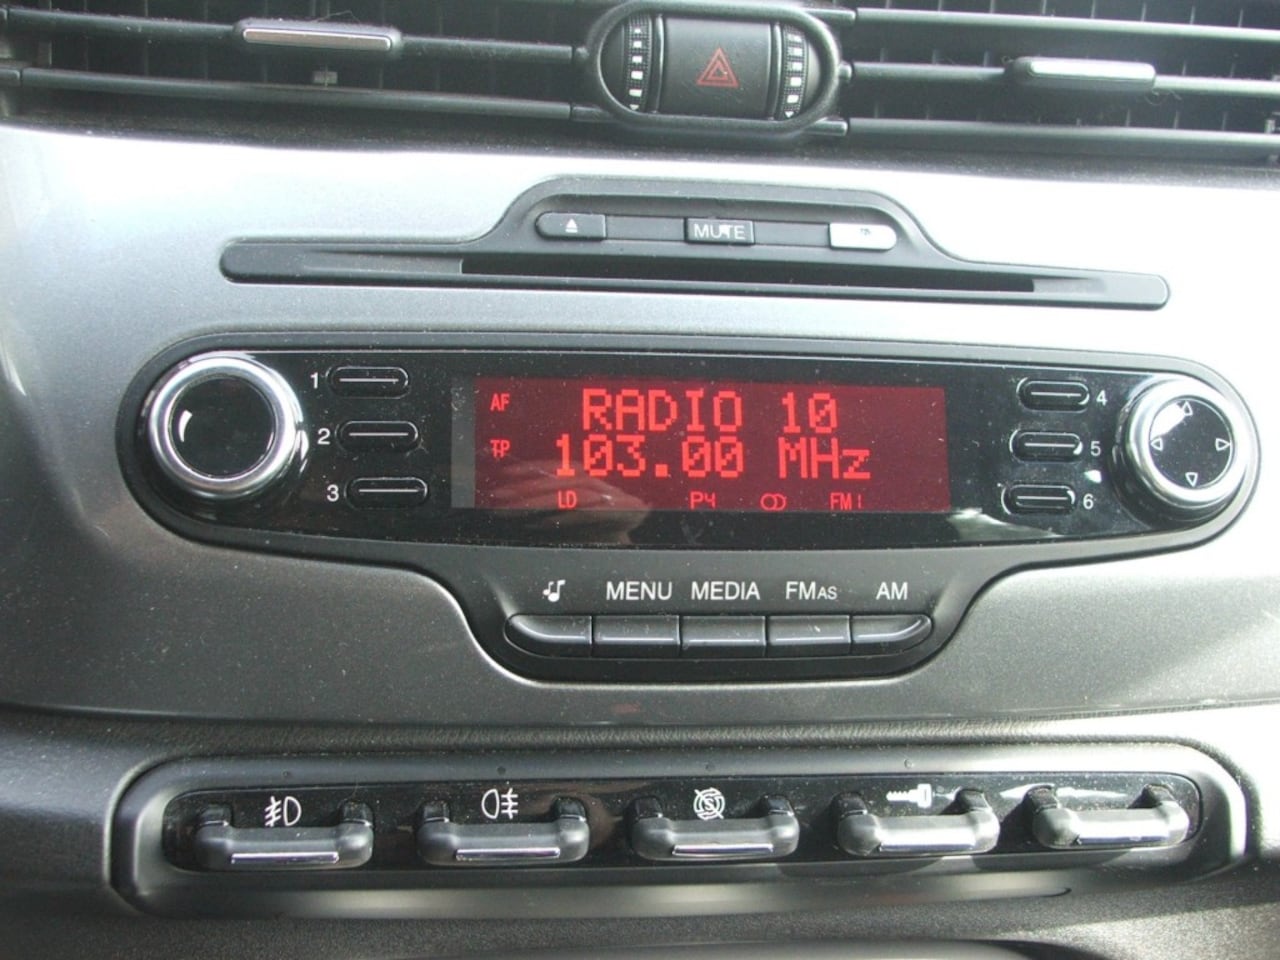 MUTE
1
2
3
AF RADIO 10
TP 103.00 MHz
LD P4 FM1
4
5
6
MENU MEDIA FMAS AM